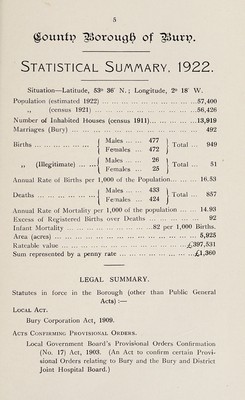 5
County Borough of Bury.
STATISTICAL SUMMARY, 1922.
Situation—Latitude, 53° 36' N.; Longitude, 2° 18' W.
Population (estimated 1922) ... ... ... ... ... ... ...57,400
„ (census 1921) ... ... ... ... ... ... ...56,426
Number of Inhabited Houses (census 1911)... ... ... ...13,919
Marriages (Bury) ... ... ... ... ... ... ... ... ... 492
Births ... ... ... ... { Males ... ... 477 Females ... 472 } Total ... 949
„ (Illegitimate) ... ... { Males ... ... 26 Females ... 25 } Total ... 51
Annual Rate of Births per 1,000 of the Population... ... ... 16.53
Deaths ... ... ... ... { Males ... ... 433 Females ... 424 } Total ... 857
Annual Rate of Mortality per 1,000 of the population ... ... 14.93
Excess of Registered Births over Deaths ... ... ... ... 92
Infant Mortality ... ... ... ... ... ...82 per 1,000 Births.
Area (acres) ... ... ... ... ... ... ... ... ... 5,925
Rateable value ... ... ... ... ... ... ... ... £397,531
Sum represented by a penny rate ... ... ... ... ...£1,360
LEGAL SUMMARY.
Statutes in force in the Borough (other than Public General
Acts) :—
LOCAL ACT.
Bury Corporation Act, 1909.
ACTS CONFIRMING PROVISIONAL ORDERS.
Local Government Board's Provisional Orders Confirmation
(No. 17) Act, 1903. (An Act to confirm certain Provi-
sional Orders relating to Bury and the Bury and District
Joint Hospital Board.)